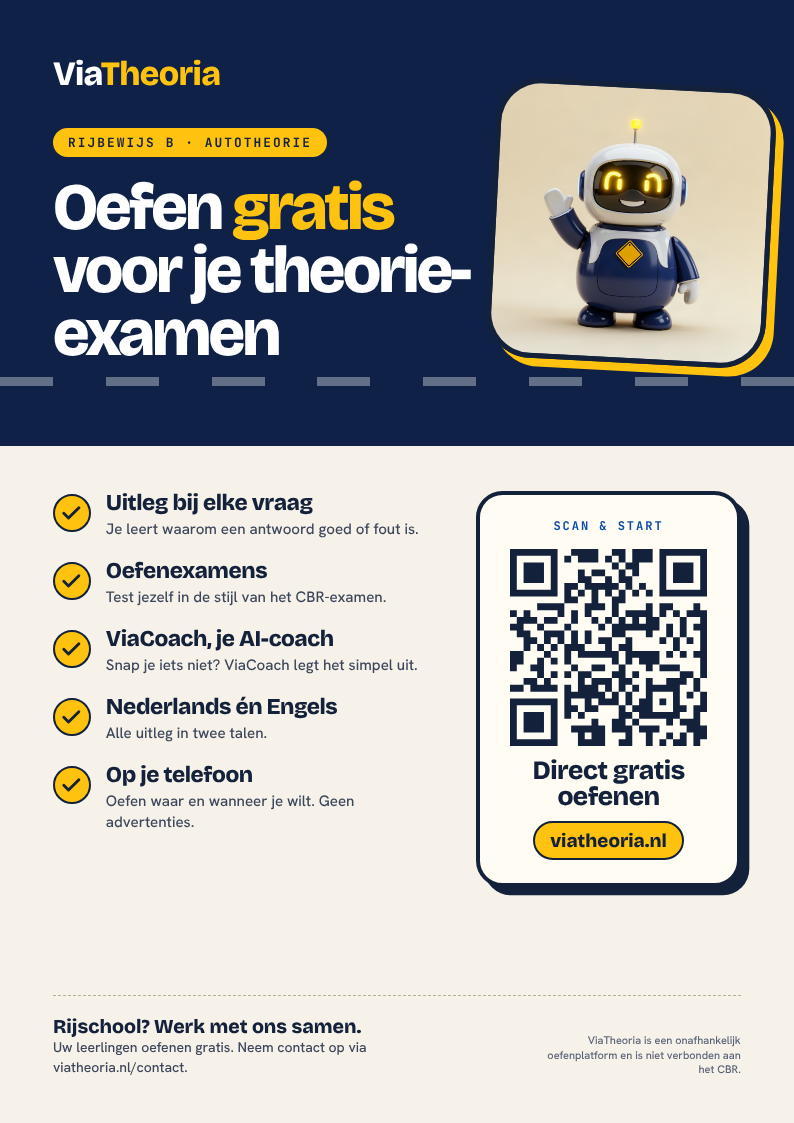 ViaTheoria
RIJBEWIJS B · AUTOTHEORIE
Oefen gratis
voor je theorie-
examen
Uitleg bij elke vraag
Je leert waarom een antwoord goed of fout is.
Oefenexamens
Test jezelf in de stijl van het CBR-examen.
ViaCoach, je AI-coach
Snap je iets niet? ViaCoach legt het simpel uit.
Nederlands én Engels
Alle uitleg in twee talen.
Op je telefoon
Oefen waar en wanneer je wilt. Geen
advertenties.
SCAN & START
Direct gratis
oefenen
viatheoria.nl
Rijschool? Werk met ons samen.
Uw leerlingen oefenen gratis. Neem contact op via
viatheoria.nl/contact.
ViaTheoria is een onafhankelijk
oefenplatform en is niet verbonden aan
het CBR.